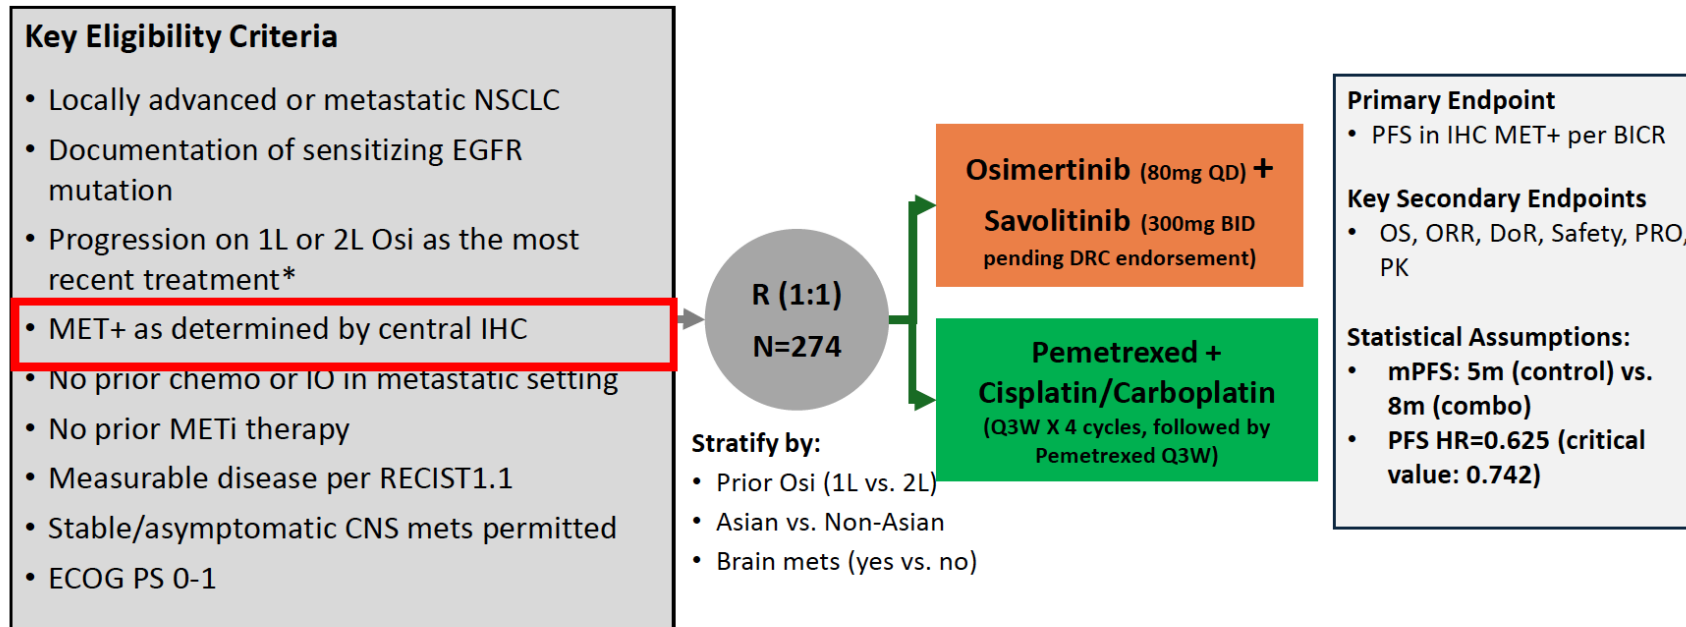 Key Eligibility Criteria
• Locally advanced or metastatic NSCLC
• Documentation of sensitizing EGFR
mutation
• Progression on 1L or 2L Osi as the most
recent treatment*
• MET+ as determined by central IHC
• No prior chemo or IO in metastatic setting
• No prior METi therapy
• Measurable disease per RECIST1.1
• Stable/asymptomatic CNS mets permitted
• ECOG PS 0-1
R (1:1)
N=274
Stratify by:
• Prior Osi (1L vs. 2L)
• Asian vs. Non-Asian
• Brain mets (yes vs. no)
Osimertinib (80mg QD) +
Savolitinib (300mg BID
pending DRC endorsement)
Pemetrexed +
Cisplatin/Carboplatin
(Q3W X 4 cycles, followed by
Pemetrexed Q3W)
Primary Endpoint
• PFS in IHC MET+ per BICR
Key Secondary Endpoints
• OS, ORR, DoR, Safety, PRO,
PK
Statistical Assumptions:
• mPFS: 5m (control) vs.
8m (combo)
• PFS HR=0.625 (critical
value: 0.742)